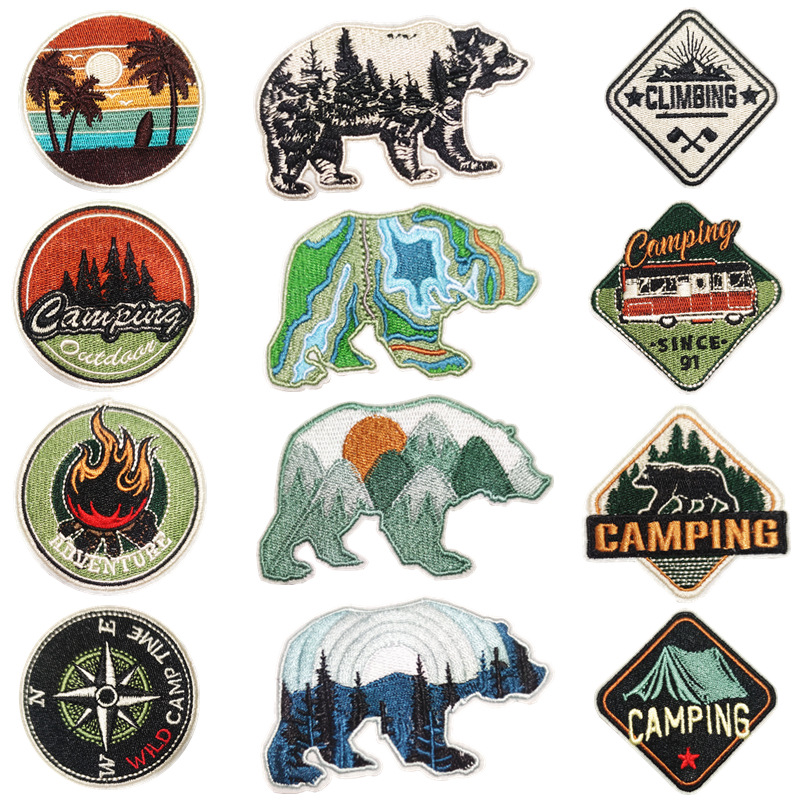 CLIMBING
Camping
Outdoor
Camping
·SINCE·
91
ADVENTURE
CAMPING
N
E
W
WILD CAMP TIME
CAMPING